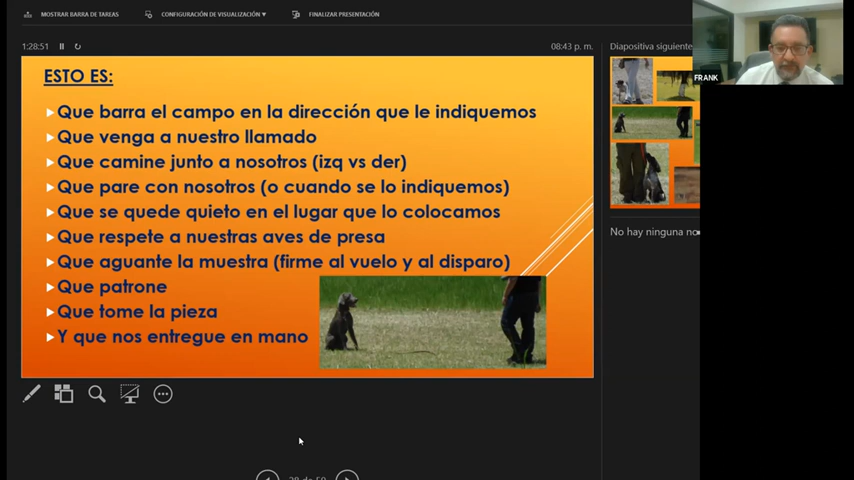 MOSTRAR BARRA DE TAREAS
CONFIGURACIÓN DE VISUALIZACIÓN ▾
FINALIZAR PRESENTACIÓN
1:28:51
08:43 p. m.
Diapositiva siguiente
FRANK
ESTO ES:
Que barra el campo en la dirección que le indiquemos
Que venga a nuestro llamado
Que camine junto a nosotros (izq vs der)
Que pare con nosotros (o cuando se lo indiquemos)
Que se quede quieto en el lugar que lo colocamos
Que respete a nuestras aves de presa
Que aguante la muestra (firme al vuelo y al disparo)
Que patrone
Que tome la pieza
Y que nos entregue en mano
No hay ninguna no